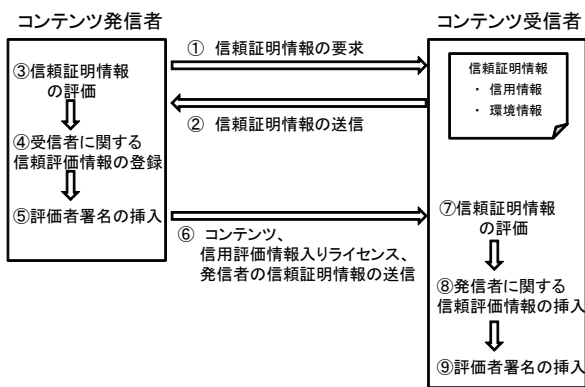 コンテンツ発信者
コンテンツ受信者
① 信頼証明情報の要求
信頼証明情報
・ 信用情報
・ 環境情報
② 信頼証明情報の送信
③信頼証明情報
の評価
④受信者に関する
信頼評価情報の登録
⑤評価者署名の挿入
⑥ コンテンツ、
信用評価情報入りライセンス、
発信者の信頼証明情報の送信
⑦信頼証明情報
の評価
⑧発信者に関する
信頼評価情報の挿入
⑨評価者署名の挿入